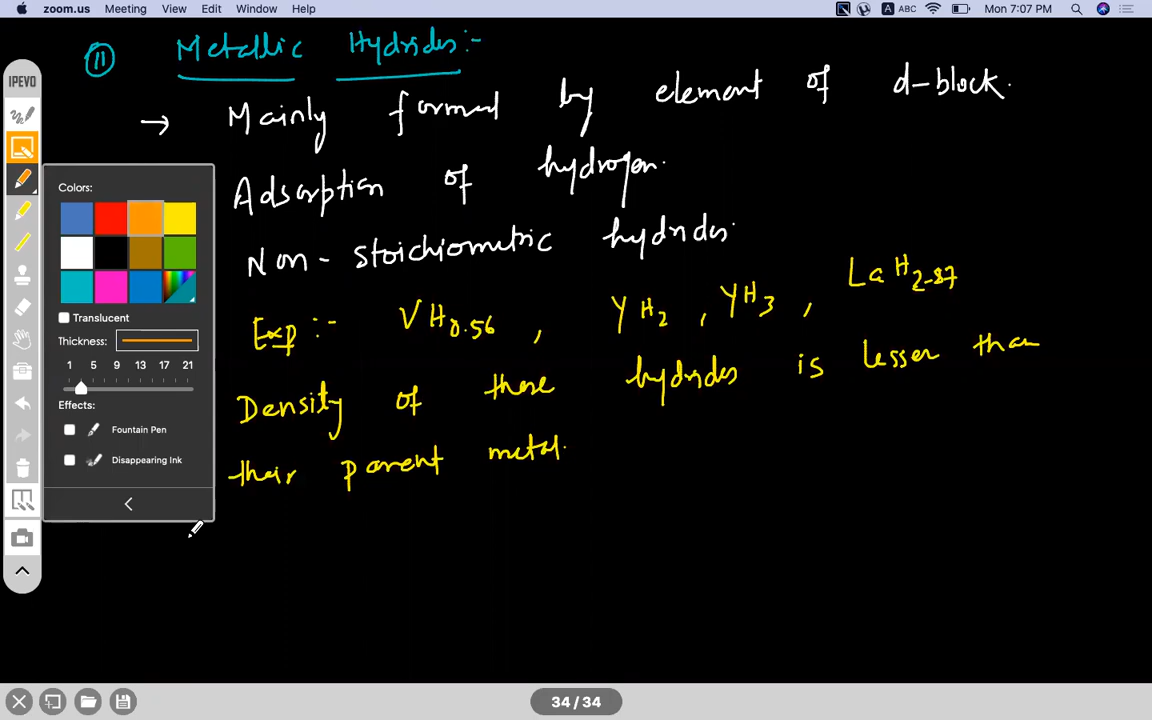 zoom.us Meeting View Edit Window Help
ABC Mon 7:07 PM
(11) Metallic Hydrides:-
IPEVO
→ Mainly formed by element of d-block.
Colors:
Adsorption of hydrogen.
Non-stoichiometric hydrides.
Exp:- VH0.56, YH2, YH3, LaH2-87
Translucent
Thickness:
1 5 9 13 17 21
Density of these hydrides is lesser than
Effects:
Fountain Pen
Disappearing Ink
their parent metal.
34 / 34